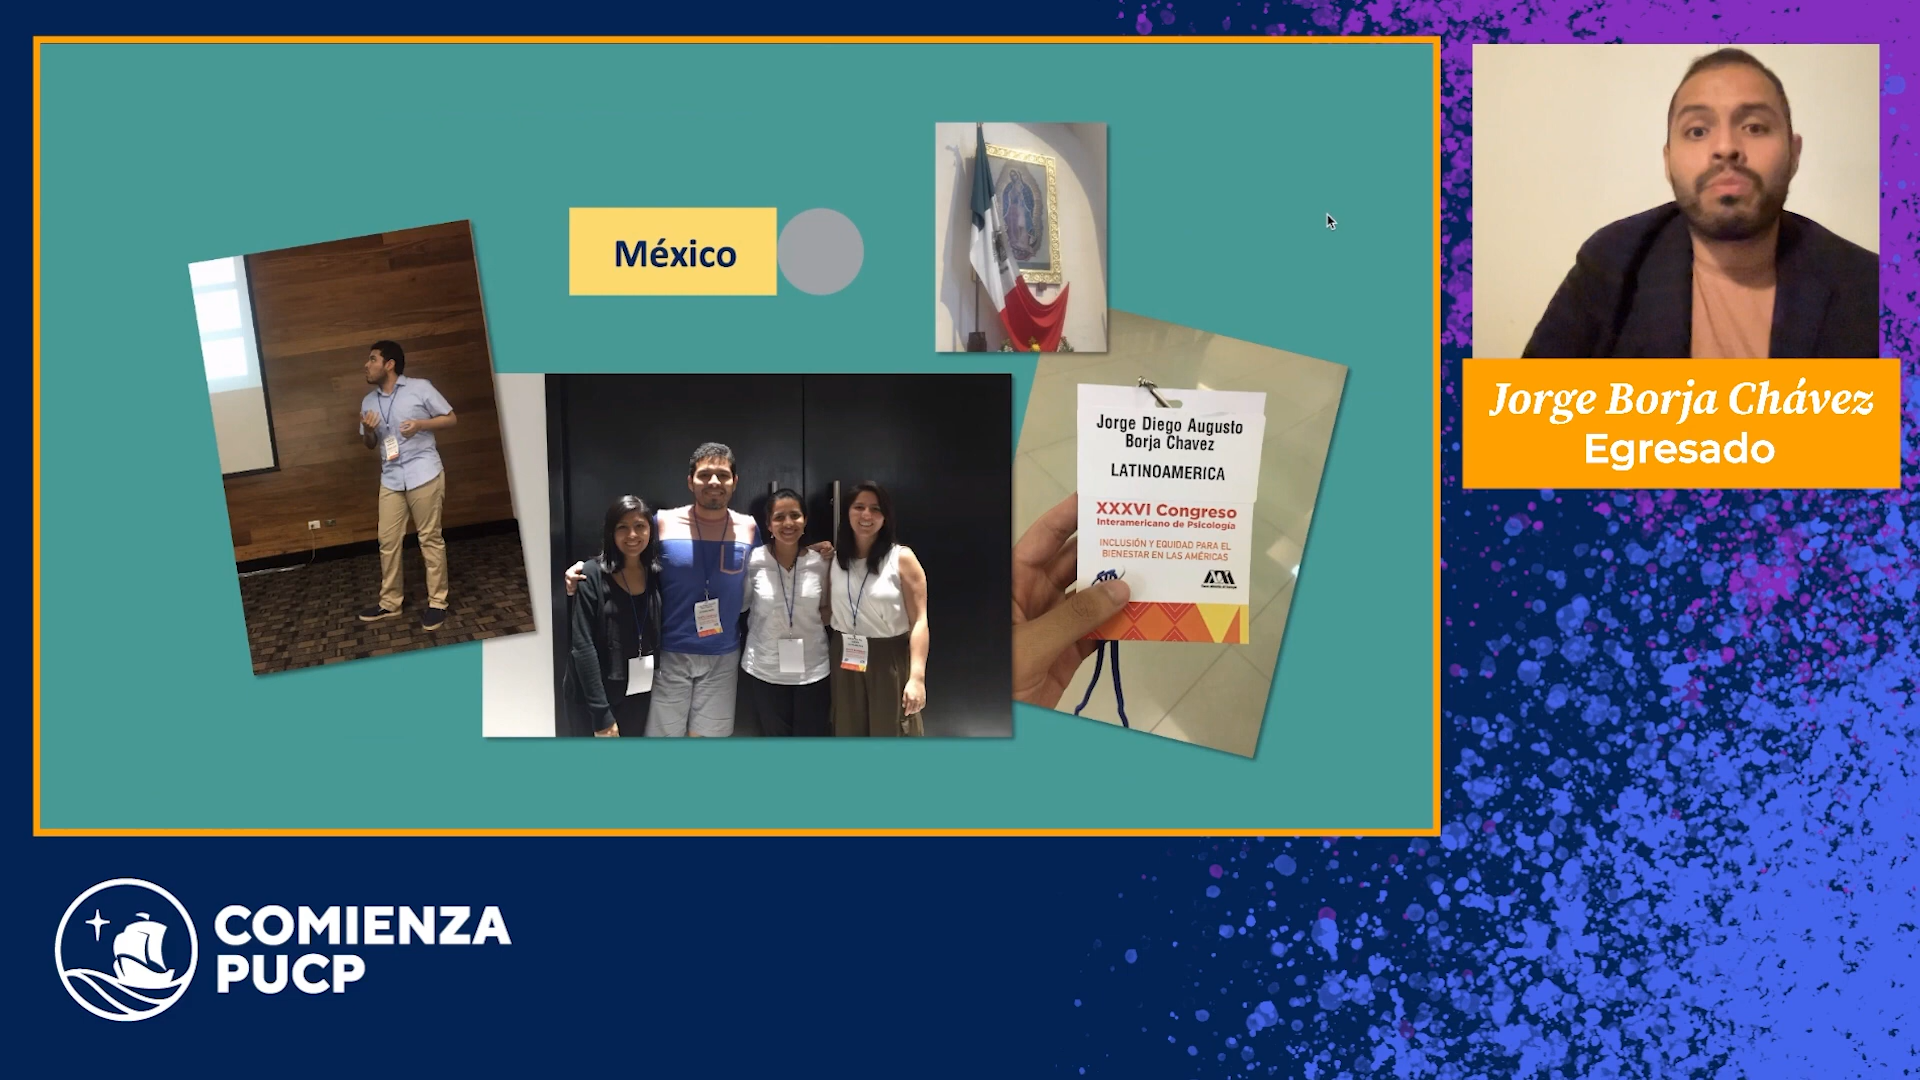 México
Jorge Diego Augusto
Borja Chavez
LATINOAMERICA
XXXVI Congreso
Interamericano de Psicología
INCLUSIÓN Y EQUIDAD PARA EL
BIENESTAR EN LAS AMÉRICAS
Jorge Borja Chávez
Egresado
COMIENZA
PUCP